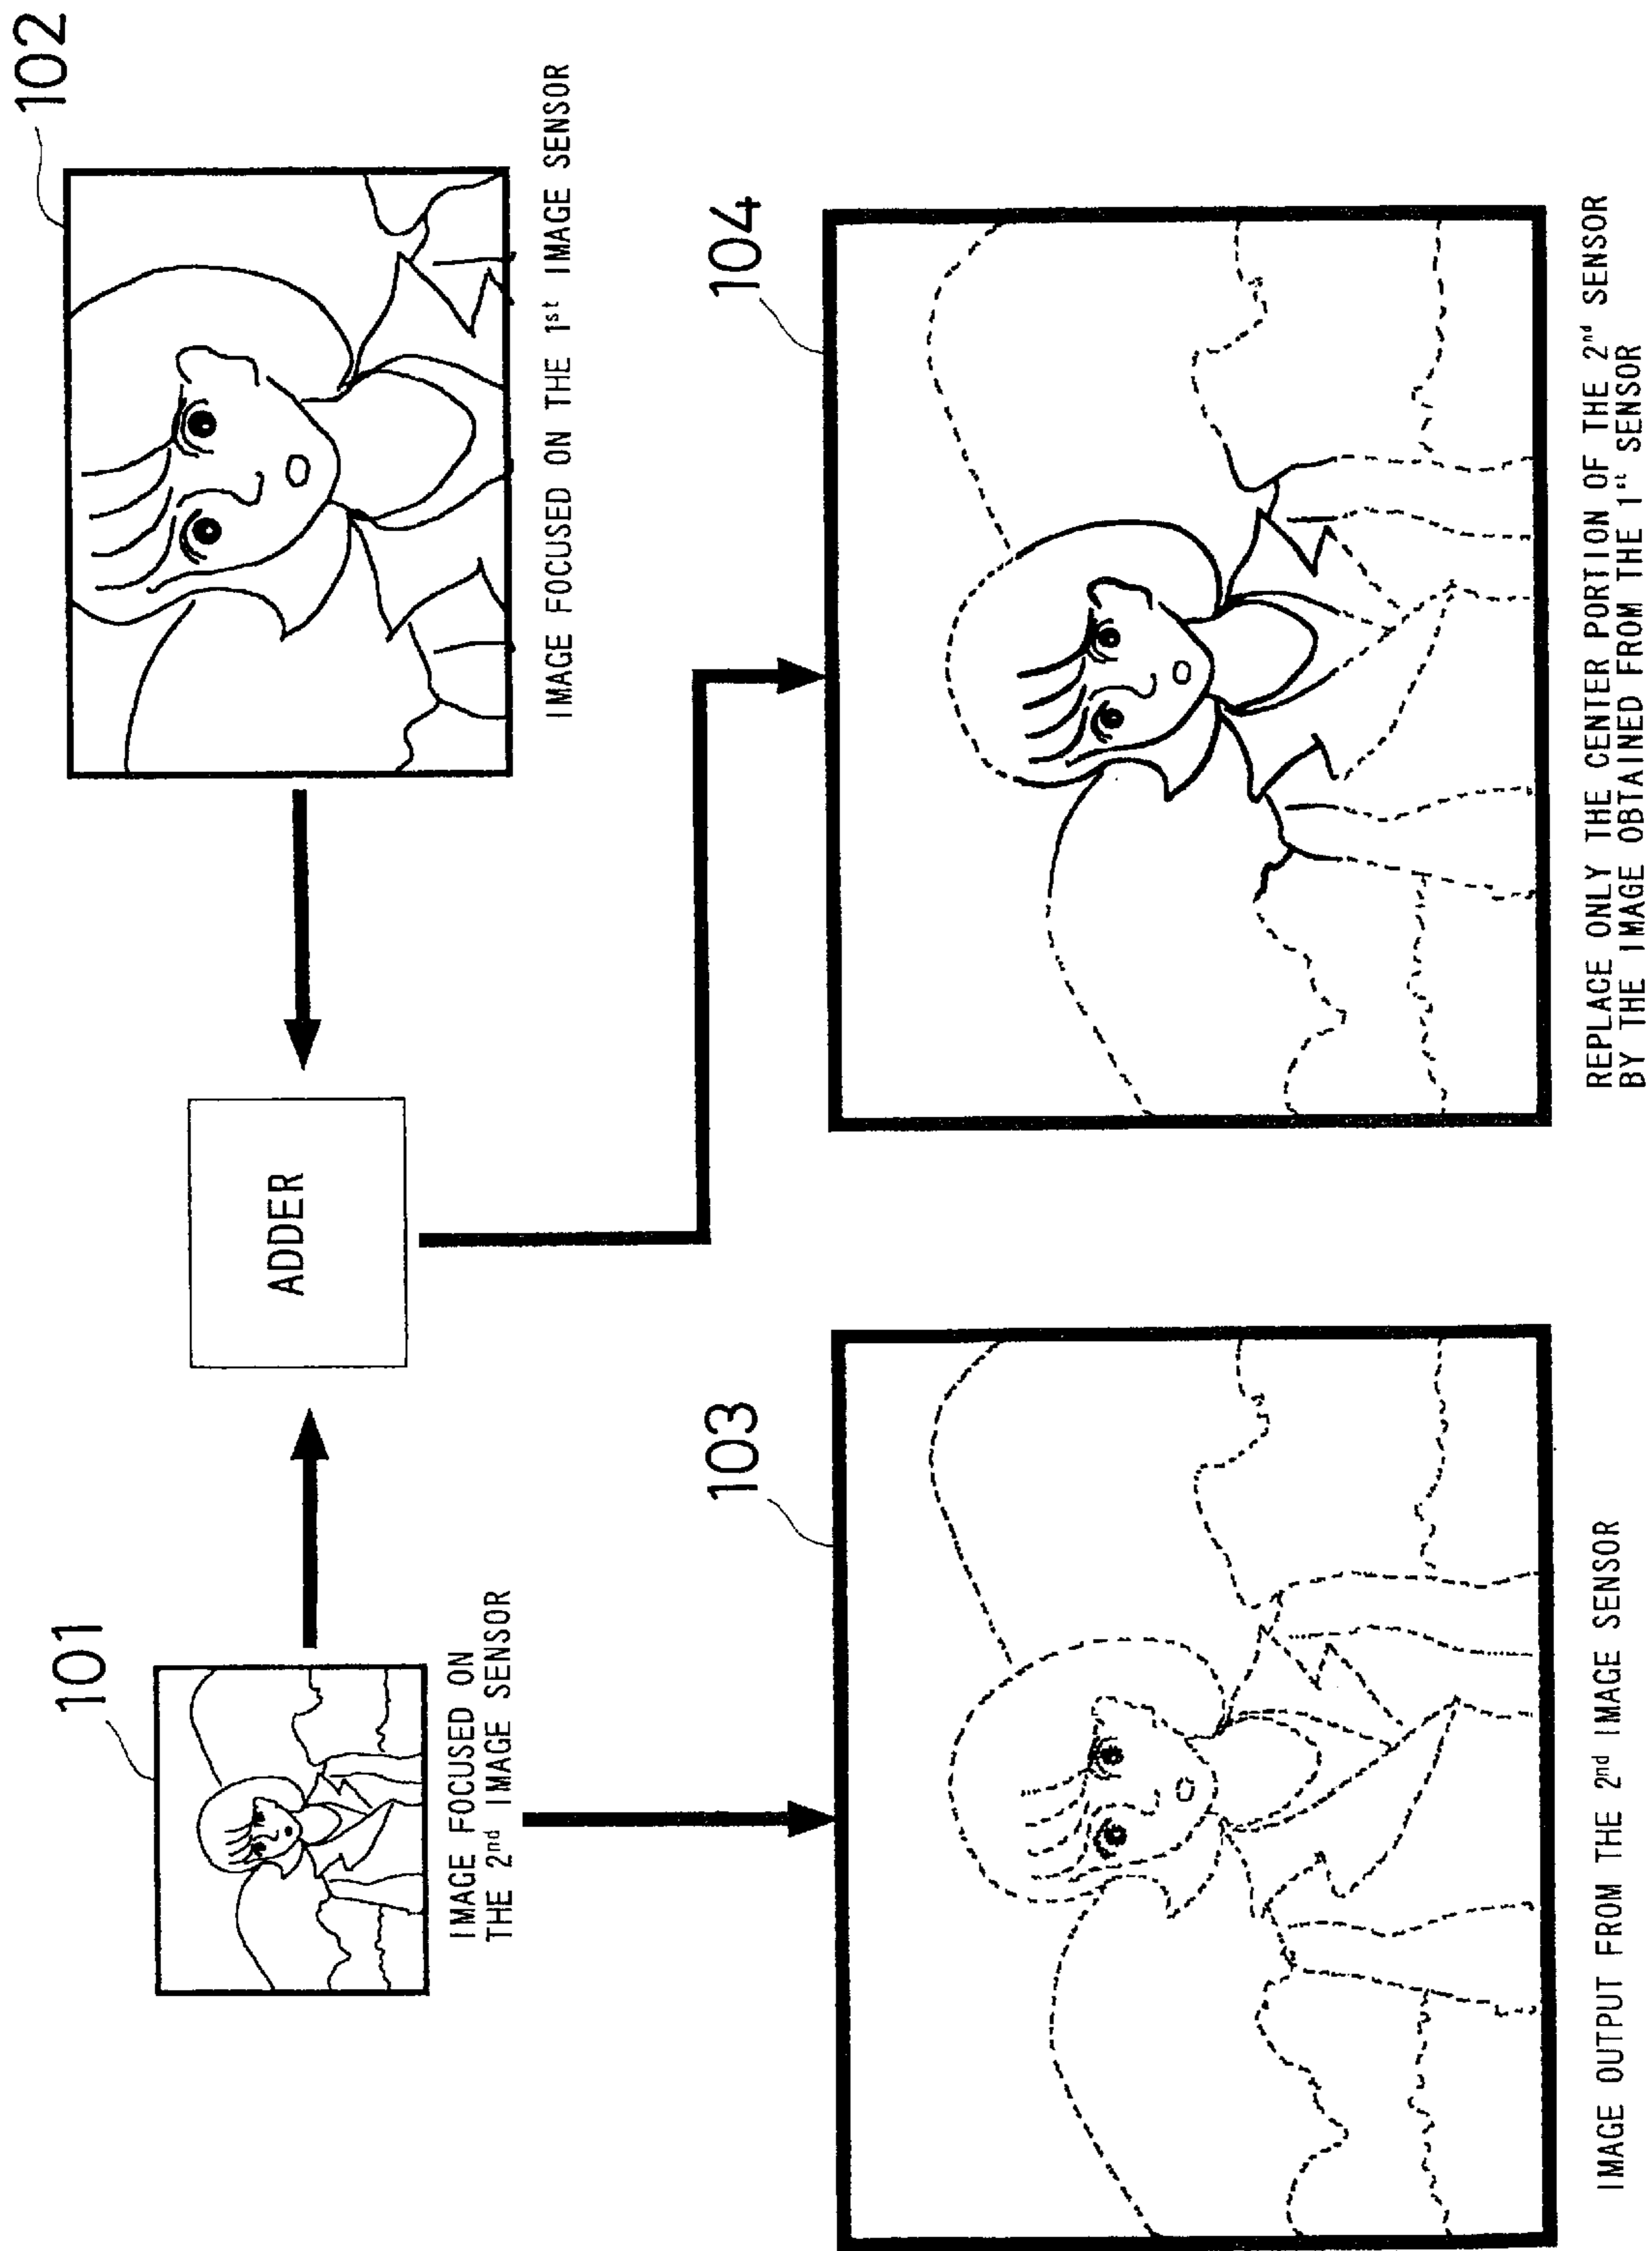 101
IMAGE FOCUSED ON
THE 2nd IMAGE SENSOR
ADDER
102
IMAGE FOCUSED ON THE 1st IMAGE SENSOR
103
IMAGE OUTPUT FROM THE 2nd IMAGE SENSOR
104
REPLACE ONLY THE CENTER PORTION OF THE 2nd SENSOR
BY THE IMAGE OBTAINED FROM THE 1st SENSOR